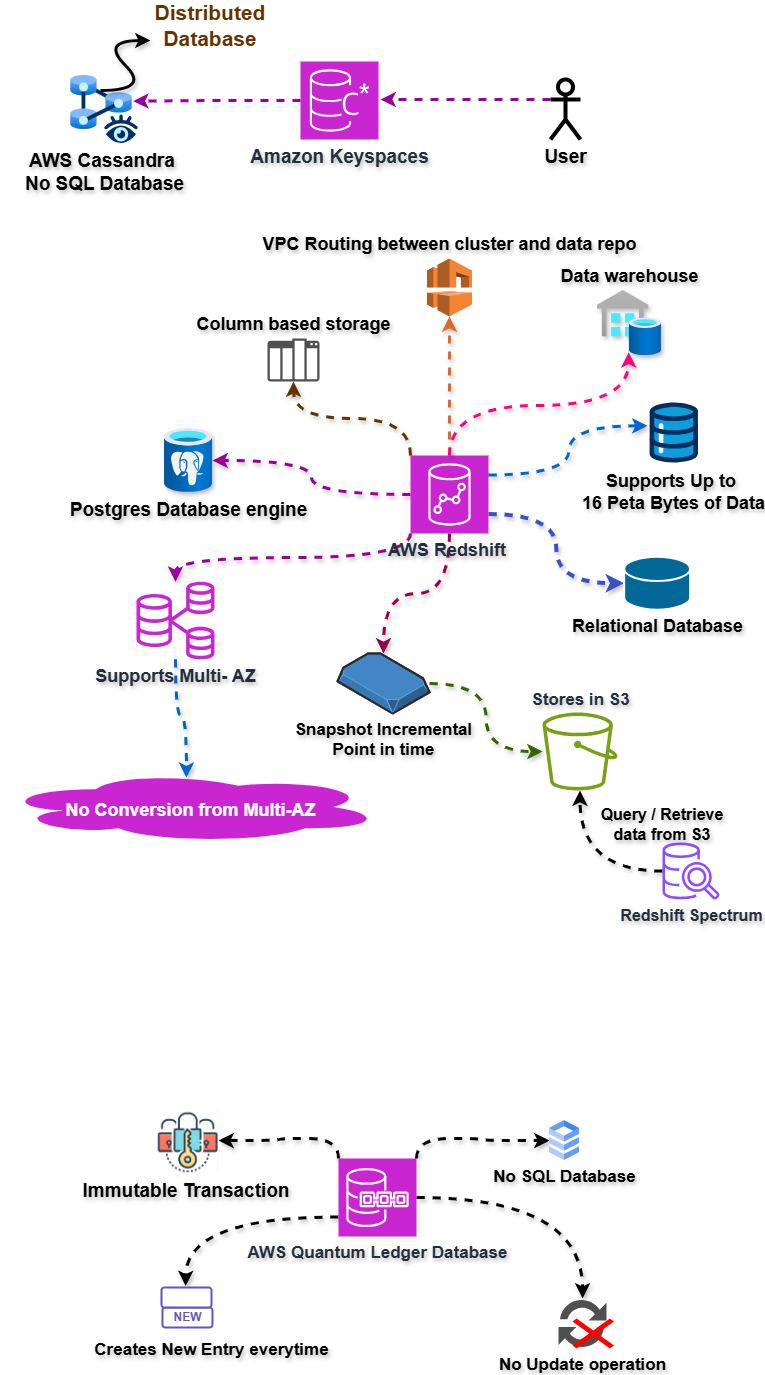 Distributed
Database
AWS Cassandra
No SQL Database
C*
Amazon Keyspaces
User
VPC Routing between cluster and data repo
Data warehouse
Column based storage
Supports Up to
16 Peta Bytes of Data
Postgres Database engine
AWS Redshift
Relational Database
Supports Multi- AZ
Snapshot Incremental
Point in time
Stores in S3
No Conversion from Multi-AZ
Query / Retrieve
data from S3
Redshift Spectrum
Immutable Transaction
No SQL Database
AWS Quantum Ledger Database
NEW
Creates New Entry everytime
No Update operation